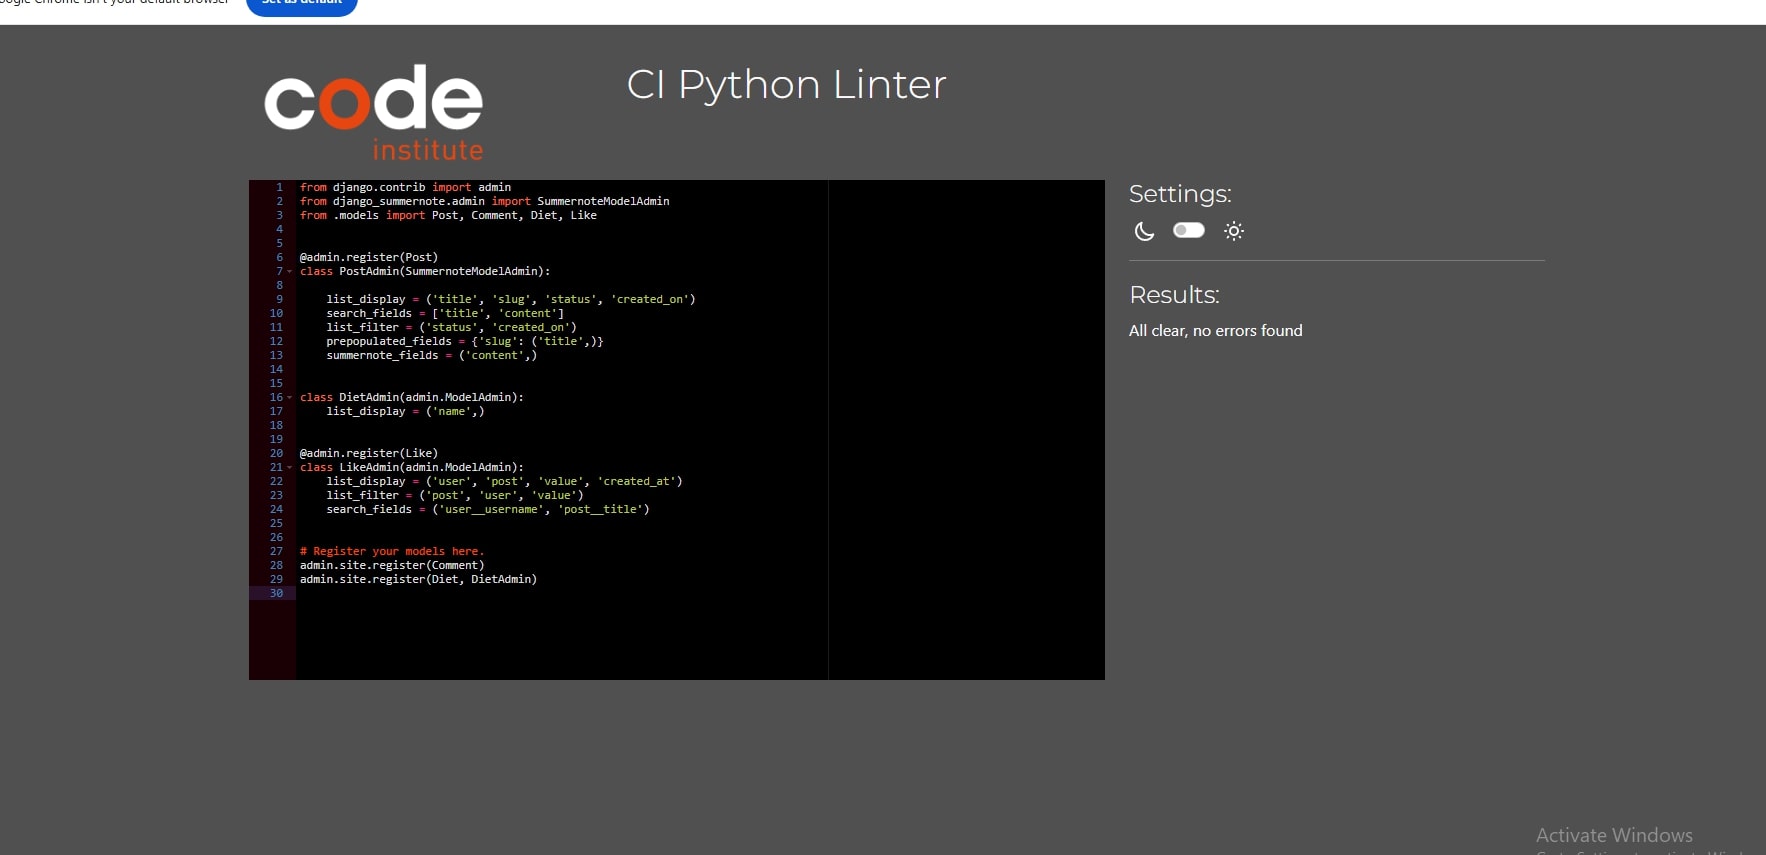 Google Chrome isn't your default browser Set as default
code
institute
CI Python Linter
1 from django.contrib import admin
2 from django_summernote.admin import SummernoteModelAdmin
3 from .models import Post, Comment, Diet, Like
4
5
6 @admin.register(Post)
7 class PostAdmin(SummernoteModelAdmin):
8
9     list_display = ('title', 'slug', 'status', 'created_on')
10     search_fields = ['title', 'content']
11     list_filter = ('status', 'created_on')
12     prepopulated_fields = {'slug': ('title',)}
13     summernote_fields = ('content',)
14
15
16 class DietAdmin(admin.ModelAdmin):
17     list_display = ('name',)
18
19
20 @admin.register(Like)
21 class LikeAdmin(admin.ModelAdmin):
22     list_display = ('user', 'post', 'value', 'created_at')
23     list_filter = ('post', 'user', 'value')
24     search_fields = ('user__username', 'post__title')
25
26
27 # Register your models here.
28 admin.site.register(Comment)
29 admin.site.register(Diet, DietAdmin)
30
Settings:
Results:
All clear, no errors found
Activate Windows